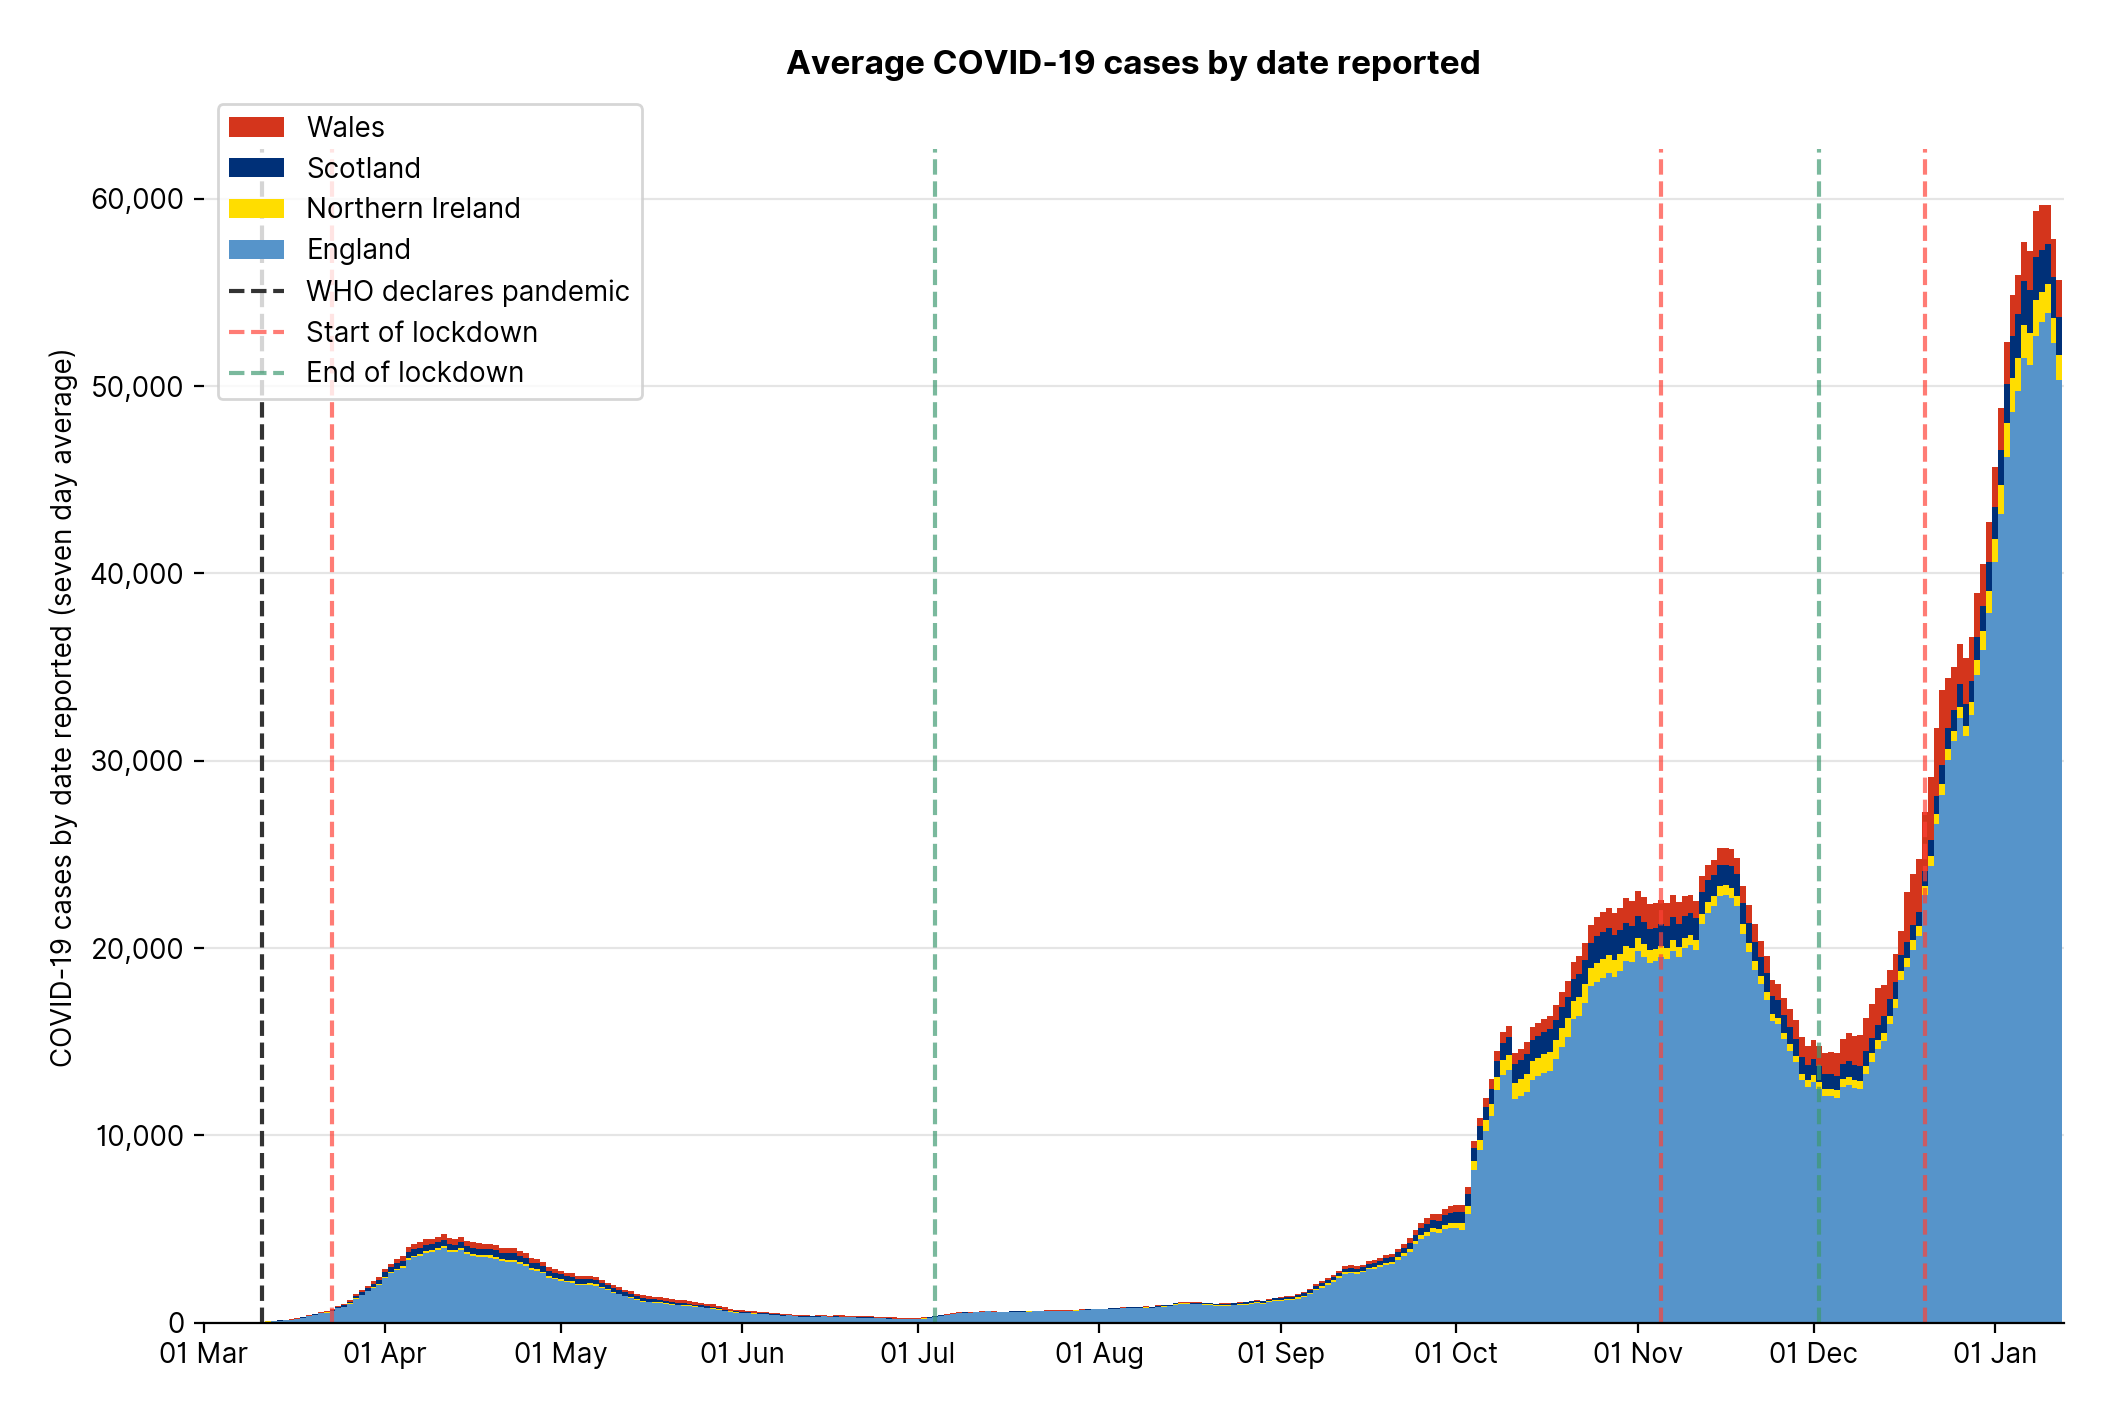 Average COVID-19 cases by date reported
Wales
Scotland
Northern Ireland
England
WHO declares pandemic
Start of lockdown
End of lockdown
COVID-19 cases by date reported (seven day average)
60,000
50,000
40,000
30,000
20,000
10,000
0
01 Mar 01 Apr 01 May 01 Jun 01 Jul 01 Aug 01 Sep 01 Oct 01 Nov 01 Dec 01 Jan